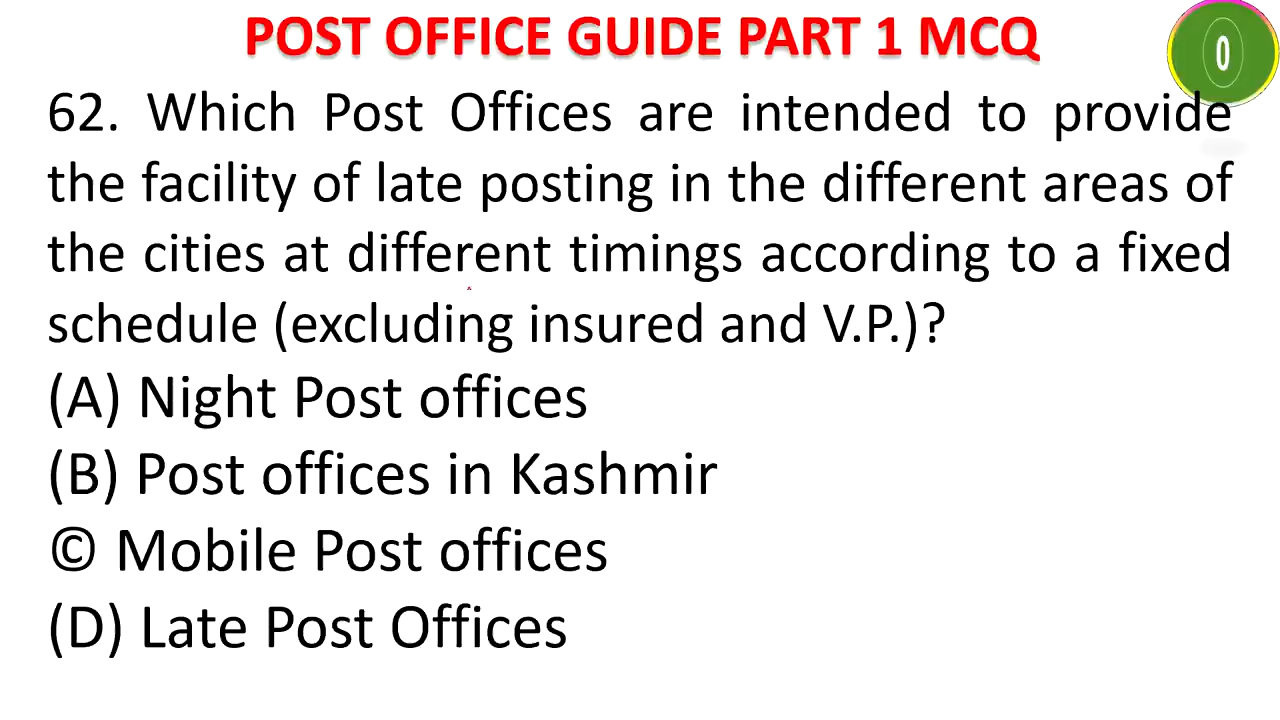 POST OFFICE GUIDE PART 1 MCQ
0
62. Which Post Offices are intended to provide
the facility of late posting in the different areas of
the cities at different timings according to a fixed
schedule (excluding insured and V.P.)?
(A) Night Post offices
(B) Post offices in Kashmir
© Mobile Post offices
(D) Late Post Offices